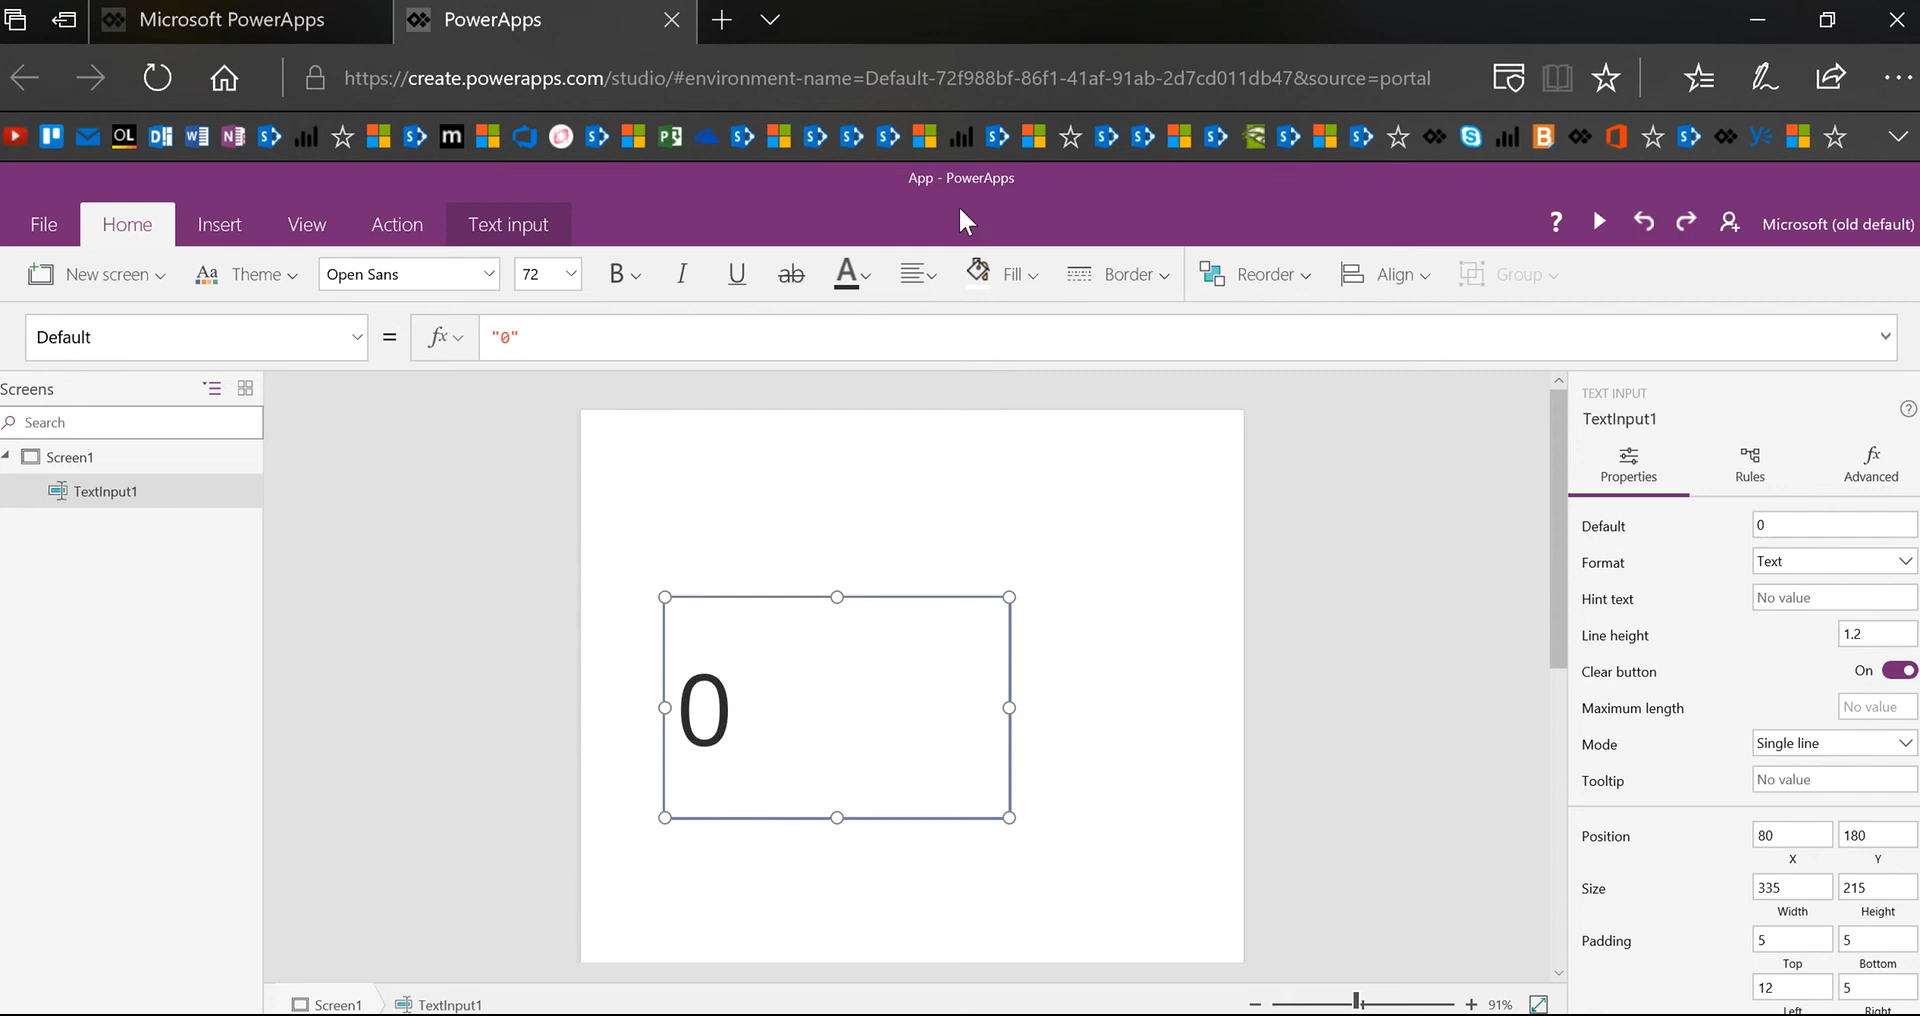 Microsoft PowerApps
PowerApps
https://create.powerapps.com/studio/#environment-name=Default-72f988bf-86f1-41af-91ab-2d7cd011db47&source=portal
App - PowerApps
File Home Insert View Action Text input ? Microsoft (old default)
New screen Aa Theme Open Sans 72 B I U ab A Fill Border Reorder Align Group
Default = fx "0"
Screens
Search
Screen1
TextInput1
0
TEXT INPUT
TextInput1
Properties Rules Advanced
Default 0
Format Text
Hint text No value
Line height 1.2
Clear button On
Maximum length No value
Mode Single line
Tooltip No value
Position 80 180
X Y
Size 335 215
Width Height
Padding 5 5
Top Bottom
12 5
Left Right
Screen1 TextInput1 91%